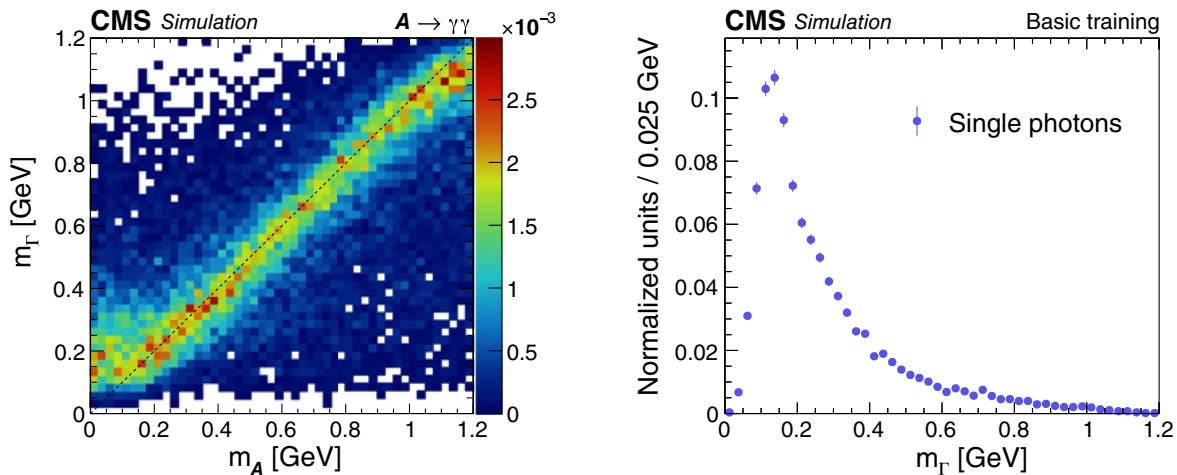 CMS Simulation A → γγ
×10⁻³
1.2
1
0.8
0.6
0.4
0.2
0
m_Γ [GeV]
0 0.2 0.4 0.6 0.8 1.0 1.2
m_A [GeV]
2.5
2
1.5
1
0.5
0
CMS Simulation Basic training
Normalized units / 0.025 GeV
0.1
0.08
0.06
0.04
0.02
0
Single photons
0 0.2 0.4 0.6 0.8 1.0 1.2
m_Γ [GeV]